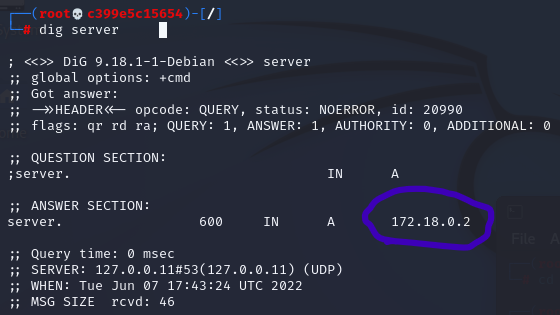 ┌──(root💀c399e5c15654)-[/]
└─# dig server
; <<>> DiG 9.18.1-1-Debian <<>> server
;; global options: +cmd
;; Got answer:
;; ->>HEADER<<- opcode: QUERY, status: NOERROR, id: 20990
;; flags: qr rd ra; QUERY: 1, ANSWER: 1, AUTHORITY: 0, ADDITIONAL: 0
;; QUESTION SECTION:
;server. IN A
;; ANSWER SECTION:
server. 600 IN A 172.18.0.2
File A
;; Query time: 0 msec
;; SERVER: 127.0.0.11#53(127.0.0.11) (UDP)
;; WHEN: Tue Jun 07 17:43:24 UTC 2022
;; MSG SIZE rcvd: 46